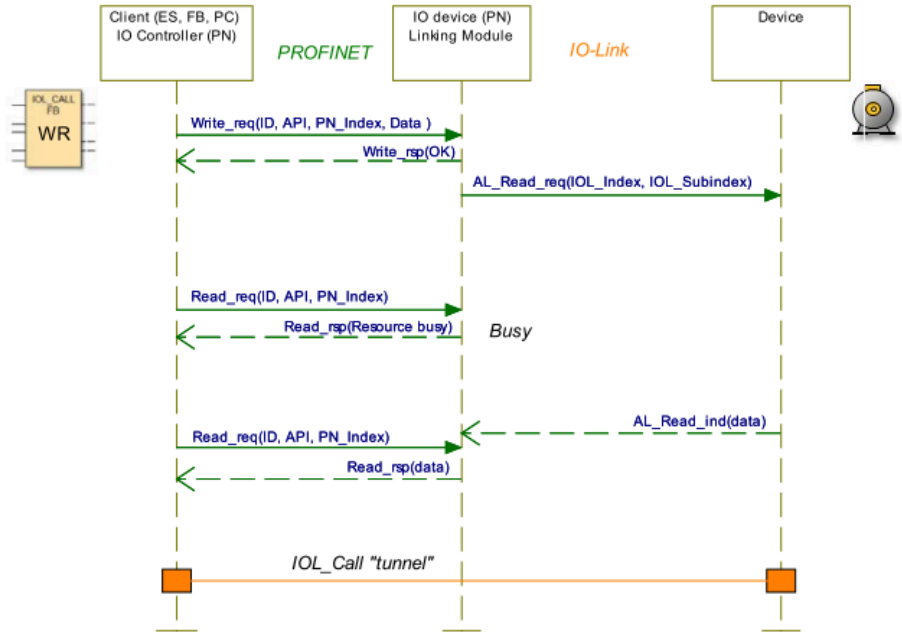 Client (ES, FB, PC)
IO Controller (PN)
IO device (PN)
Linking Module
Device
PROFINET
IO-Link
IOL_CALL
FB
WR
Write_req(ID, API, PN_Index, Data )
Write_rsp(OK)
AL_Read_req(IOL_Index, IOL_Subindex)
Read_req(ID, API, PN_Index)
Read_rsp(Resource busy)
Busy
AL_Read_ind(data)
Read_req(ID, API, PN_Index)
Read_rsp(data)
IOL_Call "tunnel"